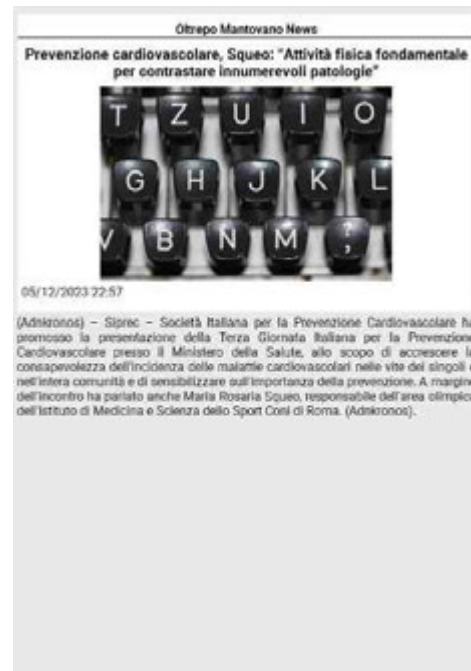 Oltrepo Mantovano News
Prevenzione cardiovascolare, Squeo: "Attività fisica fondamentale
per contrastare innumerevoli patologie"
T Z U I O
G H J K L
V B N M ? ;
05/12/2023 22:57
(Adnkronos) – Siprec – Società Italiana per la Prevenzione Cardiovascolare ha
promosso la presentazione della Terza Giornata Italiana per la Prevenzione
Cardiovascolare presso il Ministero della Salute, allo scopo di accrescere la
consapevolezza dell'incidenza delle malattie cardiovascolari nelle vite dei singoli e
nell'intera comunità e di sensibilizzare sull'importanza della prevenzione. A margine
dell'incontro ha parlato anche Maria Rosaria Squeo, responsabile dell'area olimpica
dell'Istituto di Medicina e Scienza dello Sport Coni di Roma. (Adnkronos).